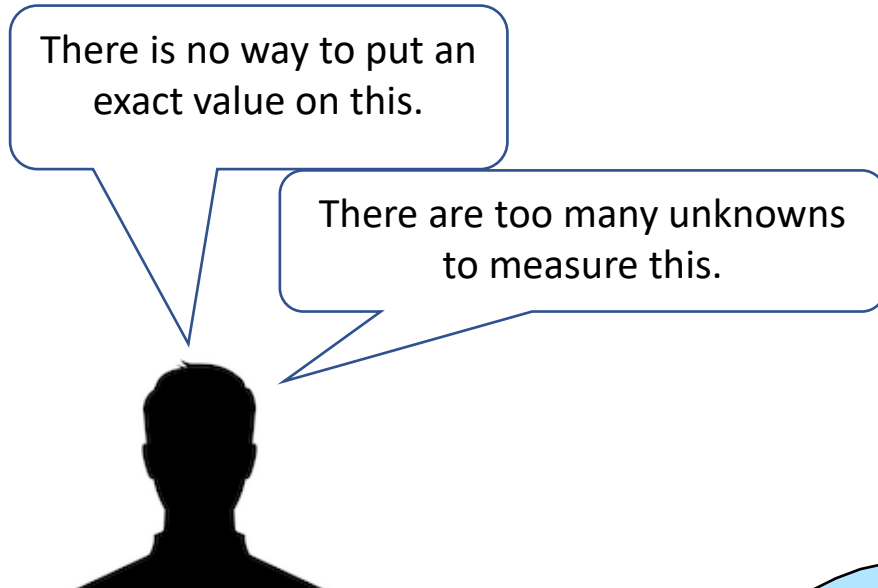 There is no way to put an
exact value on this.
There are too many unknowns
to measure this.